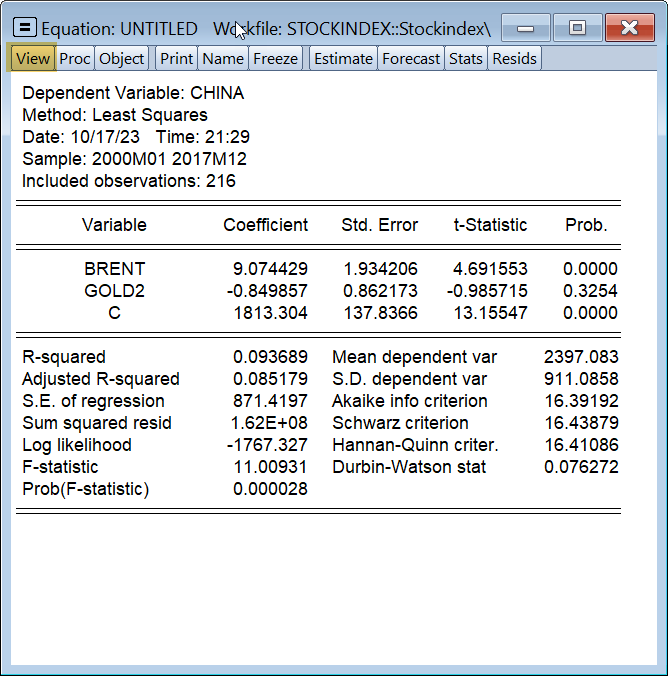 Equation: UNTITLED Workfile: STOCKINDEX::Stockindex\
View Proc Object Print Name Freeze Estimate Forecast Stats Resids
Dependent Variable: CHINA
Method: Least Squares
Date: 10/17/23 Time: 21:29
Sample: 2000M01 2017M12
Included observations: 216
Variable Coefficient Std. Error t-Statistic Prob.
BRENT 9.074429 1.934206 4.691553 0.0000
GOLD2 -0.849857 0.862173 -0.985715 0.3254
C 1813.304 137.8366 13.15547 0.0000
R-squared 0.093689 Mean dependent var 2397.083
Adjusted R-squared 0.085179 S.D. dependent var 911.0858
S.E. of regression 871.4197 Akaike info criterion 16.39192
Sum squared resid 1.62E+08 Schwarz criterion 16.43879
Log likelihood -1767.327 Hannan-Quinn criter. 16.41086
F-statistic 11.00931 Durbin-Watson stat 0.076272
Prob(F-statistic) 0.000028